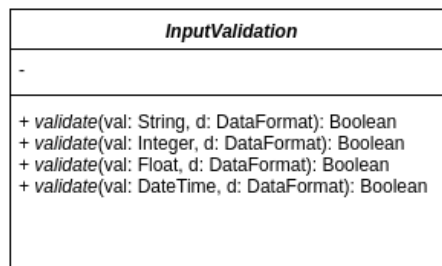 InputValidation
-
+ validate(val: String, d: DataFormat): Boolean
+ validate(val: Integer, d: DataFormat): Boolean
+ validate(val: Float, d: DataFormat): Boolean
+ validate(val: DateTime, d: DataFormat): Boolean